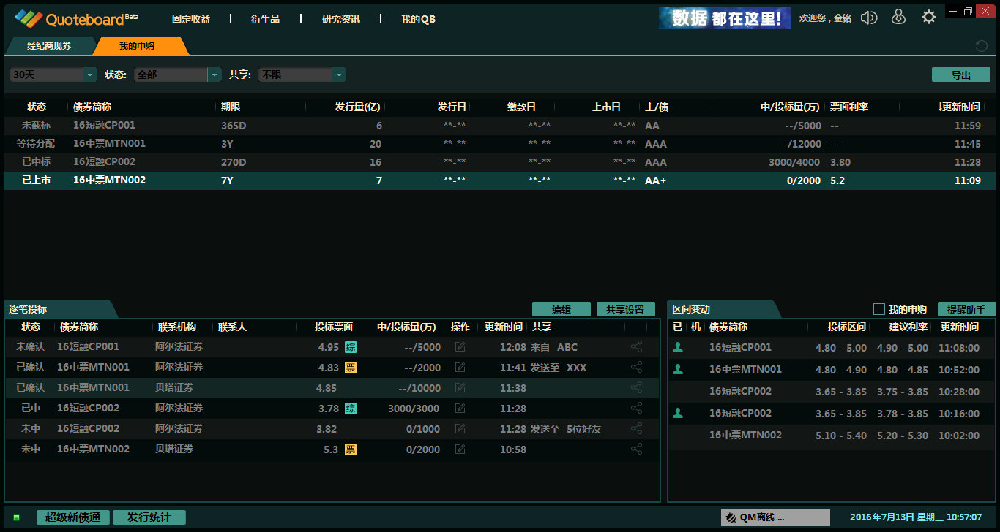 Quoteboard Beta 固定收益 衍生品 研究资讯 我的QB 数据 都在这里! 欢迎您 , 金铭
经纪商现券 我的申购
30天 状态: 全部 共享: 不限 导出
状态 债券简称 期限 发行量(亿) 发行日 缴款日 上市日 主/债 中/投标量(万) 票面利率 ↓更新时间
未截标 16短融CP001 365D 6 **-** **-** **-** AA --/5000 -- 11:59
等待分配 16中票MTN001 3Y 20 **-** **-** **-** AAA --/12000 -- 11:45
已中标 16短融CP002 270D 16 **-** **-** **-** AAA 3000/4000 3.80 11:28
已上市 16中票MTN002 7Y 7 **-** **-** **-** AA+ 0/2000 5.2 11:09
逐笔投标 编辑 共享设置
状态 债券简称 联系机构 联系人 投标票面 中/投标量(万) 操作 更新时间 共享
未确认 16短融CP001 阿尔法证券 4.95 综 --/5000 12:08 来自 ABC
已确认 16中票MTN001 阿尔法证券 4.83 票 --/2000 11:41 发送至 XXX
已确认 16中票MTN001 贝塔证券 4.85 --/10000 11:38
已中 16短融CP002 阿尔法证券 3.78 综 3000/3000 11:28
未中 16短融CP002 阿尔法证券 3.82 0/1000 11:28 发送至 5位好友
未中 16中票MTN002 贝塔证券 5.3 票 0/2000 10:58
区间变动 我的申购 提醒助手
已 机 债券简称 投标区间 建议利率 更新时间
16短融CP001 4.80 - 5.00 4.90 - 5.00 11:08:00
16中票MTN001 4.80 - 4.90 4.80 - 4.85 10:52:00
16短融CP002 3.65 - 3.85 3.75 - 3.85 10:28:00
16短融CP002 3.65 - 3.85 3.78 - 3.85 10:16:00
16中票MTN002 5.10 - 5.40 5.20 - 5.30 10:02:00
超级新债通 发行统计 QM离线 ... 2016年7月13日 星期三 10:57:07